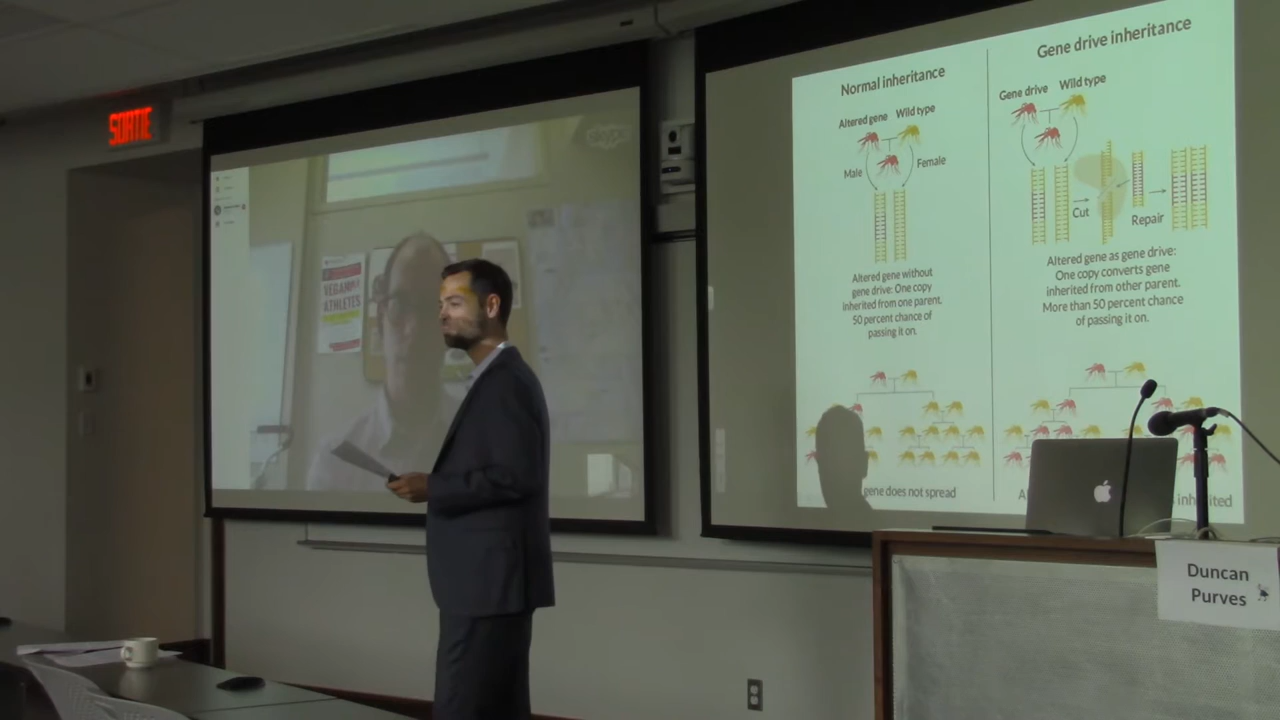 SORTIE
skype
VEGAN
ATHLETES
Normal inheritance
Altered gene Wild type
Male
Female
Altered gene without
gene drive: One copy
inherited from one parent.
50 percent chance of
passing it on.
gene does not spread
Gene drive inheritance
Gene drive Wild type
Cut
Repair
Altered gene as gene drive:
One copy converts gene
inherited from other parent.
More than 50 percent chance
of passing it on.
Duncan
Purves